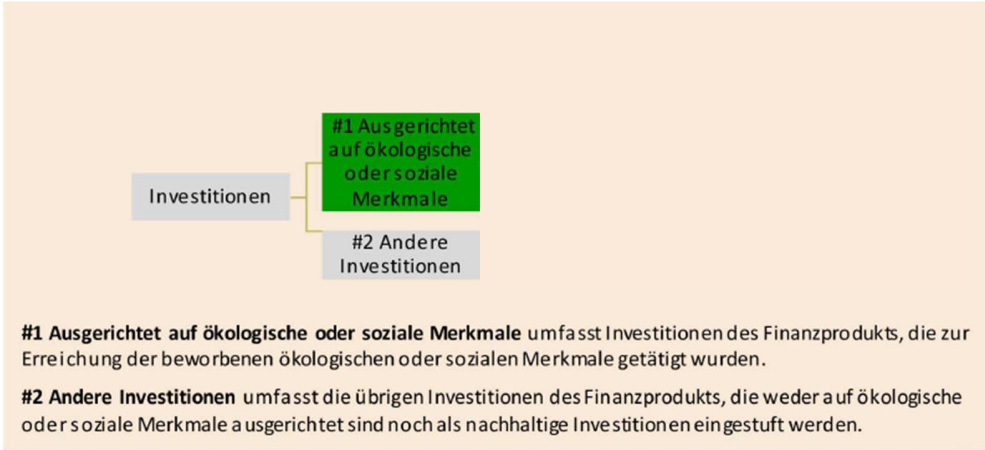 #1 Ausgerichtet
auf ökologische
oder soziale
Merkmale
Investitionen
#2 Andere
Investitionen
#1 Ausgerichtet auf ökologische oder soziale Merkmale umfasst Investitionen des Finanzprodukts, die zur
Erreichung der beworbenen ökologischen oder sozialen Merkmale getätigt wurden.
#2 Andere Investitionen umfasst die übrigen Investitionen des Finanzprodukts, die weder auf ökologische
oder soziale Merkmale ausgerichtet sind noch als nachhaltige Investitionen eingestuft werden.